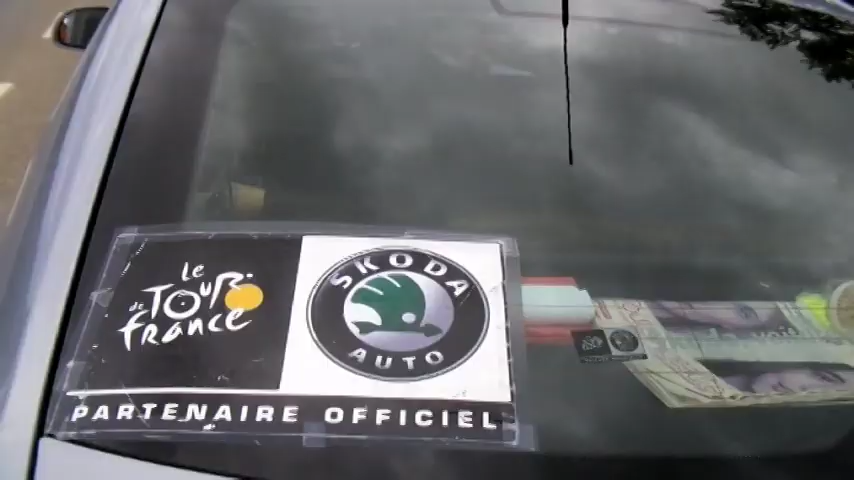 Le
TOUR
de
FRANCE
SKODA
AUTO
PARTENAIRE OFFICIEL